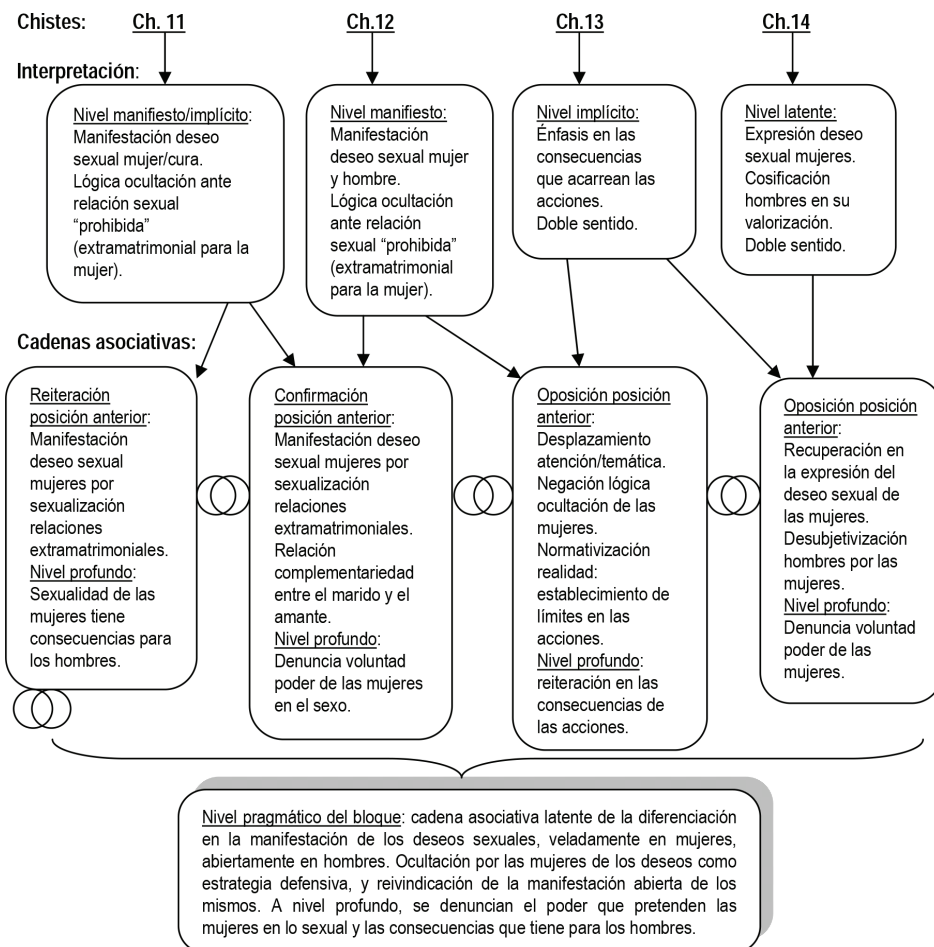 Chistes: Ch. 11 Ch.12 Ch.13 Ch.14
Interpretación:
Nivel manifiesto/implícito:
Manifestación deseo
sexual mujer/cura.
Lógica ocultación ante
relación sexual
“prohibida”
(extramatrimonial para la
mujer).
Nivel manifiesto:
Manifestación
deseo sexual mujer
y hombre.
Lógica ocultación
ante relación
sexual “prohibida”
(extramatrimonial
para la mujer).
Nivel implícito:
Énfasis en las
consecuencias
que acarrean las
acciones.
Doble sentido.
Nivel latente:
Expresión deseo
sexual mujeres.
Cosificación
hombres en su
valorización.
Doble sentido.
Cadenas asociativas:
Reiteración
posición anterior:
Manifestación
deseo sexual
mujeres por
sexualización
relaciones
extramatrimoniales.
Nivel profundo:
Sexualidad de las
mujeres tiene
consecuencias para
los hombres.
Confirmación
posición anterior:
Manifestación deseo
sexual mujeres por
sexualización
relaciones
extramatrimoniales.
Relación
complementariedad
entre el marido y el
amante.
Nivel profundo:
Denuncia voluntad
poder de las mujeres
en el sexo.
Oposición posición
anterior:
Desplazamiento
atención/temática.
Negación lógica
ocultación de las
mujeres.
Normativización
realidad:
establecimiento de
límites en las
acciones.
Nivel profundo:
reiteración en las
consecuencias de
las acciones.
Oposición posición
anterior:
Recuperación en
la expresión del
deseo sexual de
las mujeres.
Desubjetivización
hombres por las
mujeres.
Nivel profundo:
Denuncia voluntad
poder de las
mujeres.
Nivel pragmático del bloque: cadena asociativa latente de la diferenciación
en la manifestación de los deseos sexuales, veladamente en mujeres,
abiertamente en hombres. Ocultación por las mujeres de los deseos como
estrategia defensiva, y reivindicación de la manifestación abierta de los
mismos. A nivel profundo, se denuncian el poder que pretenden las
mujeres en lo sexual y las consecuencias que tiene para los hombres.